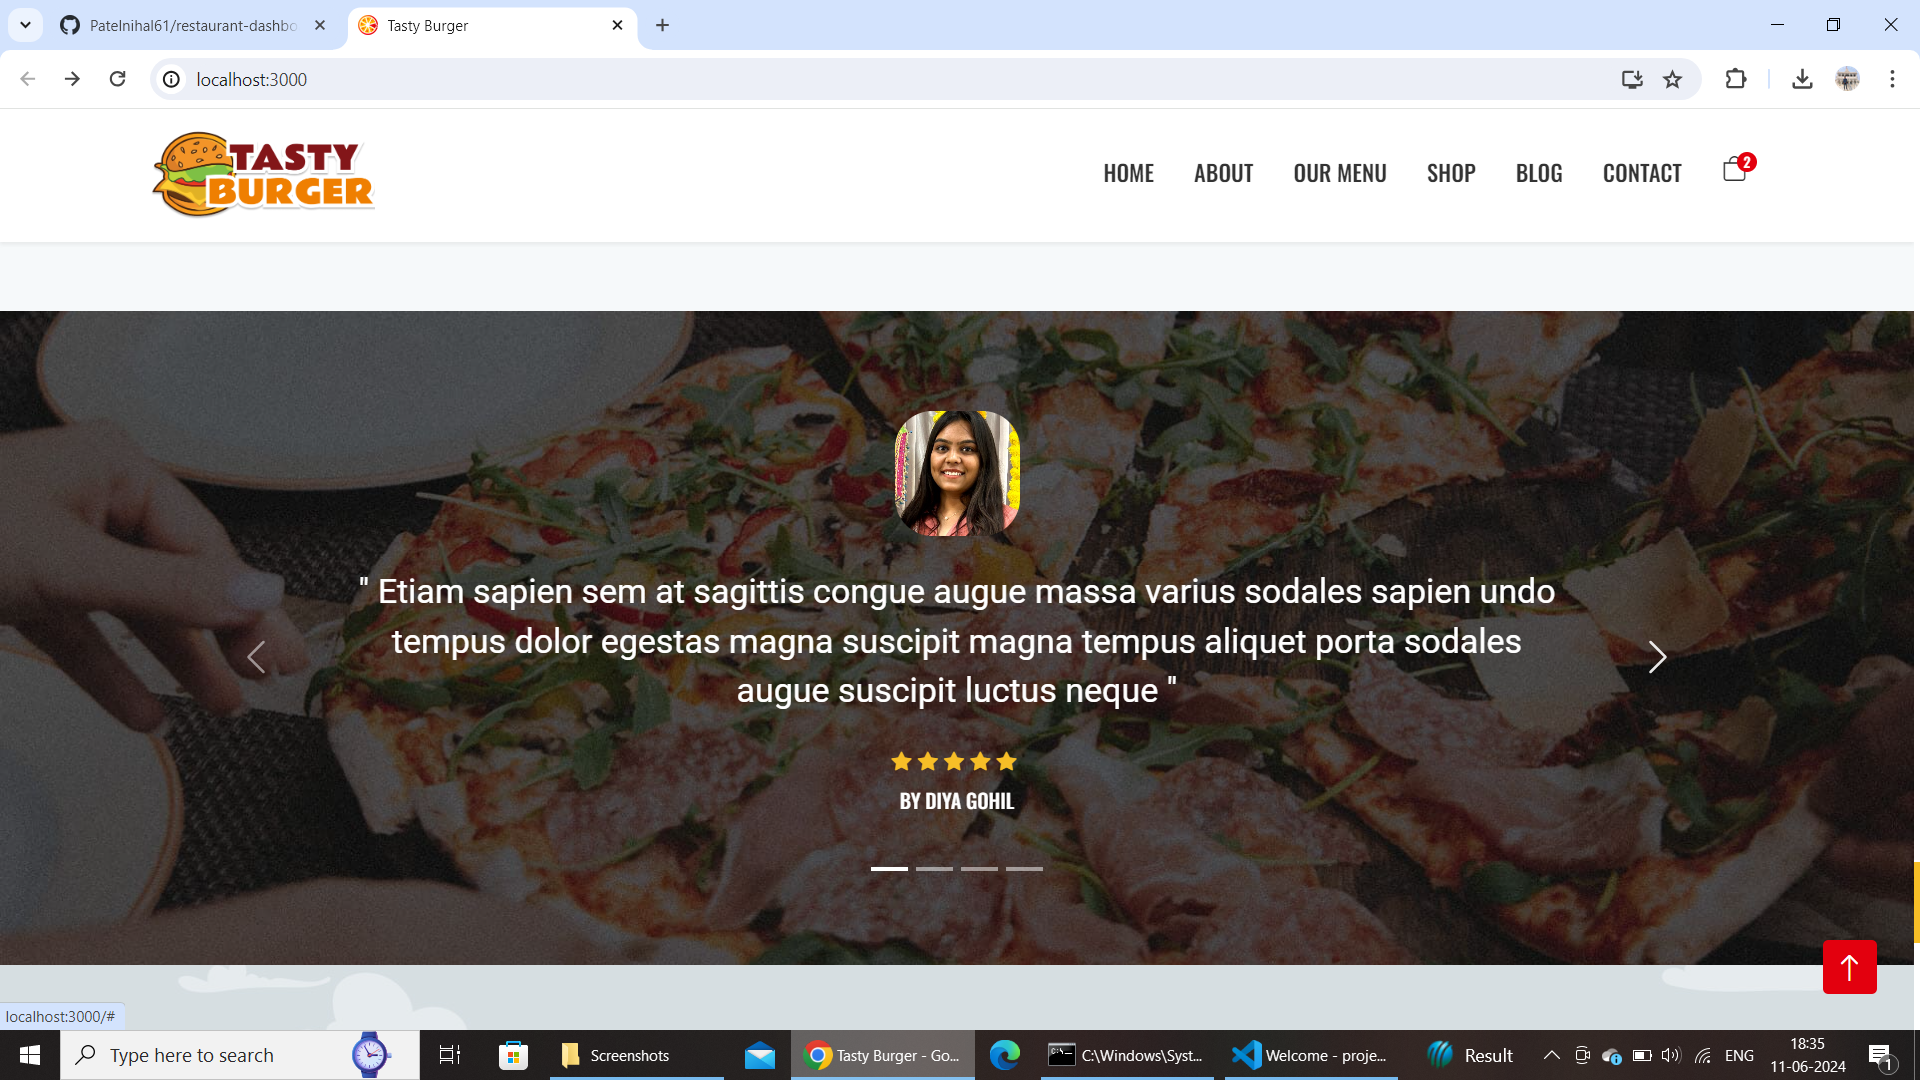 Patelnihal61/restaurant-dashbo
Tasty Burger
localhost:3000
TASTY
BURGER
HOME
ABOUT
OUR MENU
SHOP
BLOG
CONTACT
2
" Etiam sapien sem at sagittis congue augue massa varius sodales sapien undo
tempus dolor egestas magna suscipit magna tempus aliquet porta sodales
augue suscipit luctus neque "
BY DIYA GOHIL
localhost:3000/#
Type here to search
Screenshots
Tasty Burger - Go...
C:\Windows\Syst...
Welcome - proje...
Result
ENG
18:35
11-06-2024
1